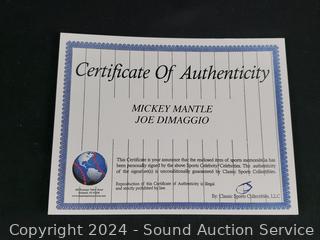 Certificate Of Authenticity
MICKEY MANTLE
JOE DIMAGGIO
This Certificate is your assurance that the enclosed item of sports memorabilia has
been personally signed by the above Sports Celebrity/Celebrities. The authenticity
of the signature(s) is unconditionally guaranteed by Classic Sports Collectibles.
Reproduction of this Certificate of Authenticity is illegal
and strictly prohibited by law.
By: Classic Sports Collectibles, LLC
Copyright 2024 - Sound Auction Service